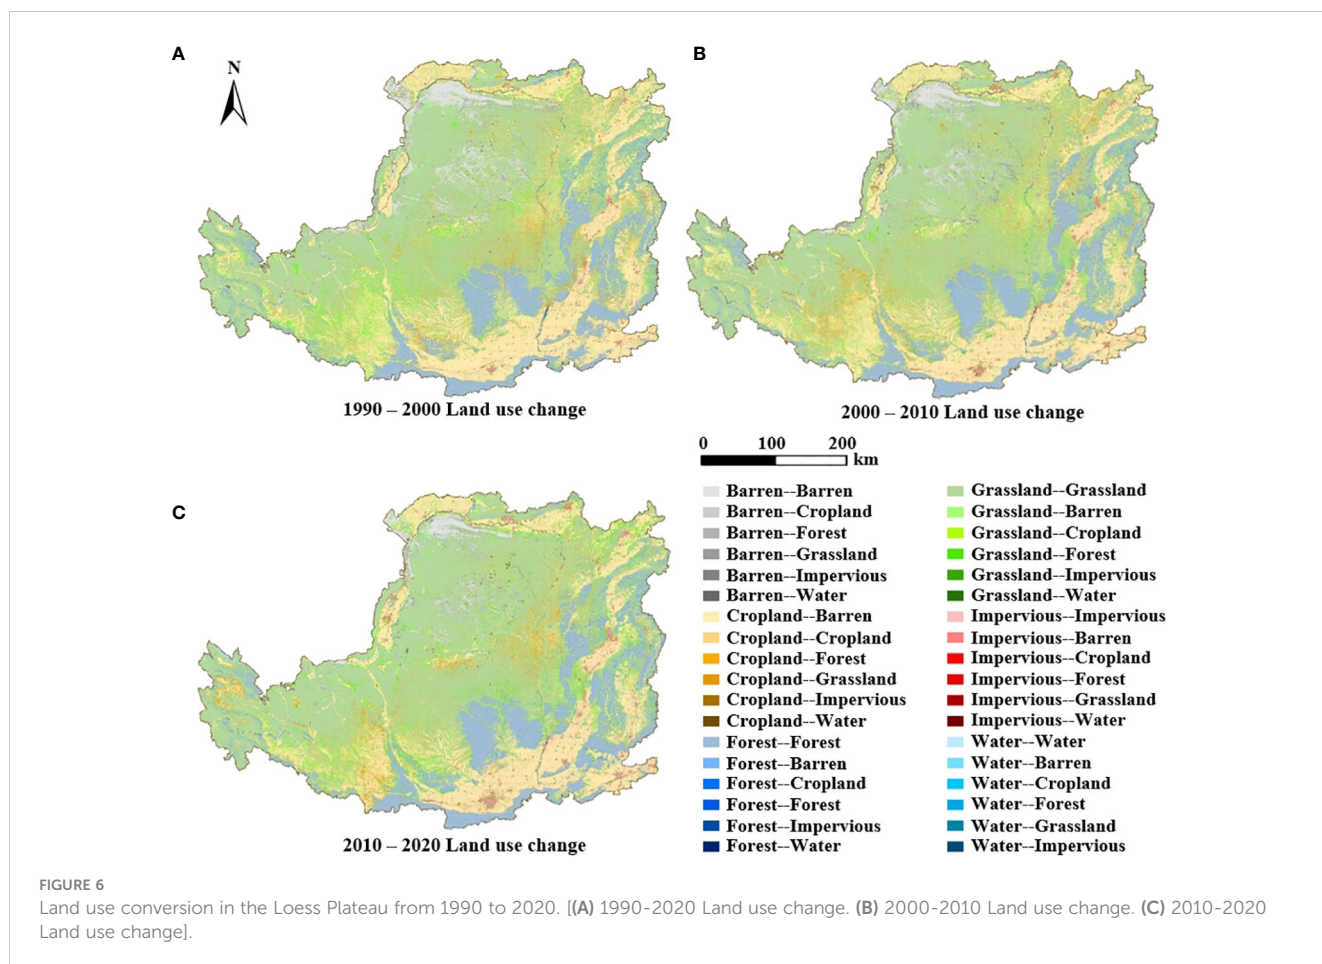 A
N
B
1990 – 2000 Land use change
2000 – 2010 Land use change
0 100 200
km
C
Barren--Barren
Barren--Cropland
Barren--Forest
Barren--Grassland
Barren--Impervious
Barren--Water
Cropland--Barren
Cropland--Cropland
Cropland--Forest
Cropland--Grassland
Cropland--Impervious
Cropland--Water
Forest--Forest
Forest--Barren
Forest--Cropland
Forest--Forest
Forest--Impervious
Forest--Water
Grassland--Grassland
Grassland--Barren
Grassland--Cropland
Grassland--Forest
Grassland--Impervious
Grassland--Water
Impervious--Impervious
Impervious--Barren
Impervious--Cropland
Impervious--Forest
Impervious--Grassland
Impervious--Water
Water--Water
Water--Barren
Water--Cropland
Water--Forest
Water--Grassland
Water--Impervious
2010 – 2020 Land use change
FIGURE 6
Land use conversion in the Loess Plateau from 1990 to 2020. [(A) 1990-2020 Land use change. (B) 2000-2010 Land use change. (C) 2010-2020
Land use change].